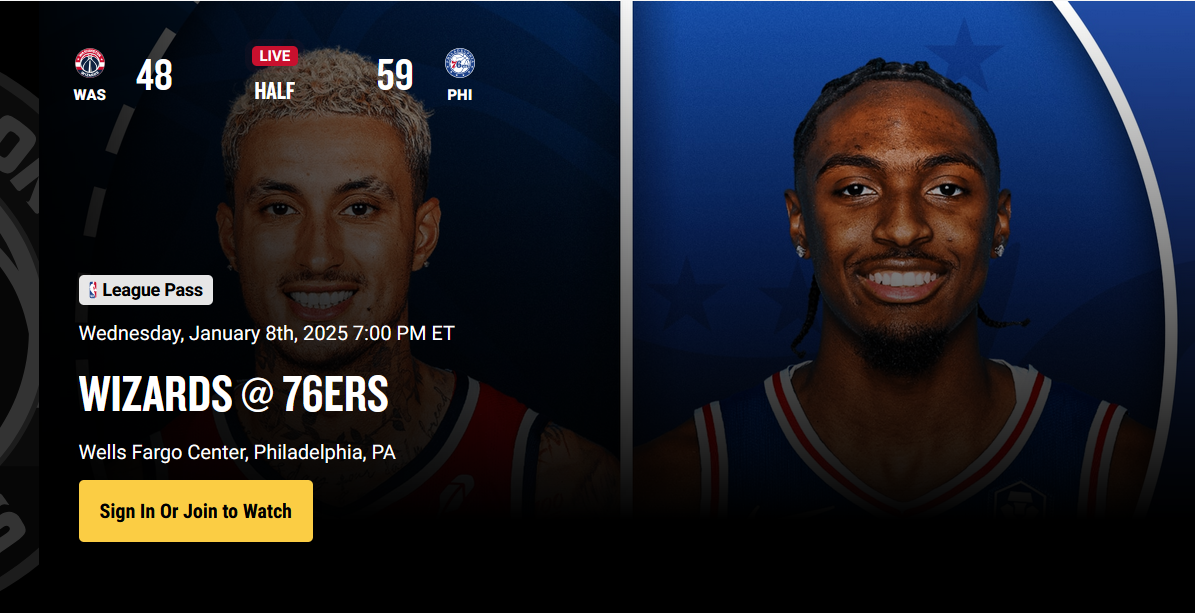 48
LIVE
HALF
59
WAS
PHI
League Pass
Wednesday, January 8th, 2025 7:00 PM ET
WIZARDS @ 76ERS
Wells Fargo Center, Philadelphia, PA
Sign In Or Join to Watch